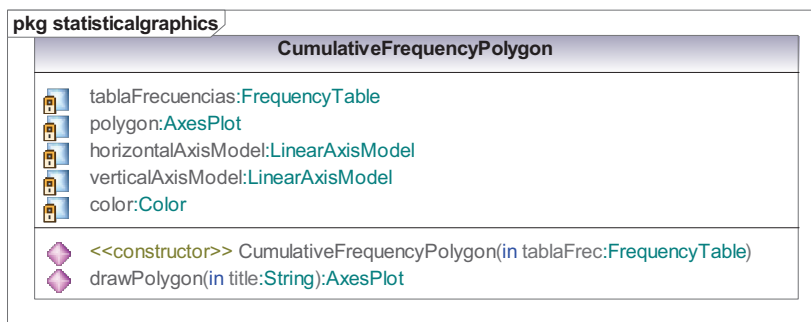 pkg statisticalgraphics
CumulativeFrequencyPolygon
tablaFrecuencias:FrequencyTable
polygon:AxesPlot
horizontalAxisModel:LinearAxisModel
verticalAxisModel:LinearAxisModel
color:Color
<<constructor>> CumulativeFrequencyPolygon(in tablaFrec:FrequencyTable)
drawPolygon(in title:String):AxesPlot